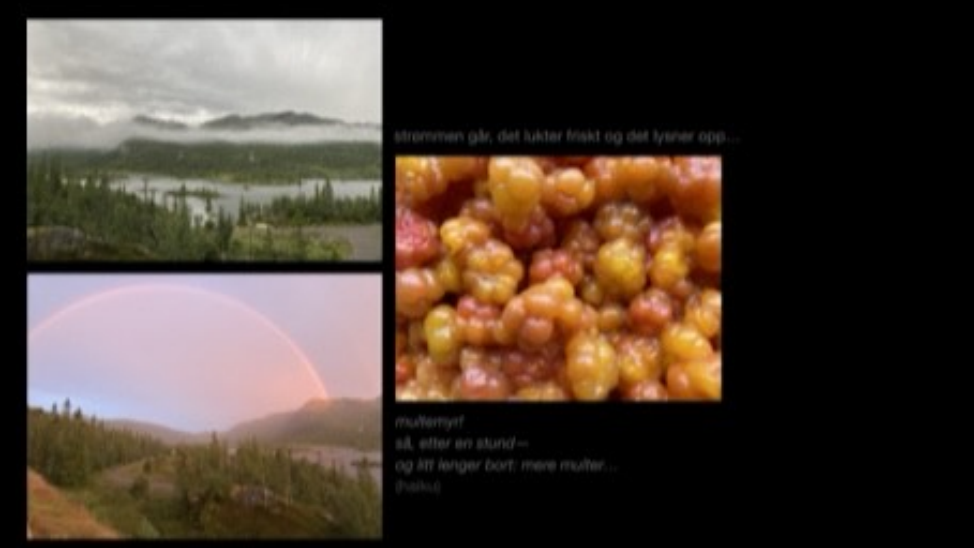 strømmen går, det lukter friskt og det lysner opp...
multemyr!
så, etter en stund—
og litt lenger bort: mere multer...
(haiku)